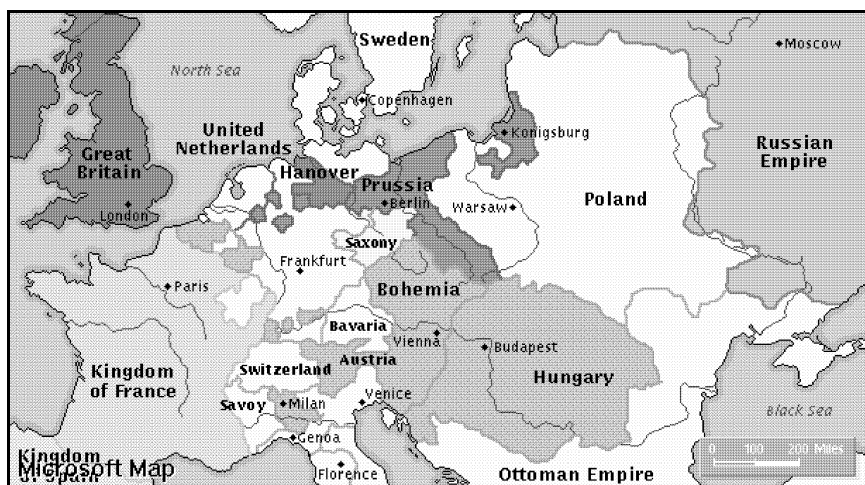 Sweden
Moscow
North Sea
Copenhagen
United
Netherlands
Konigsburg
Great
Britain
Russian
Empire
Hanover
Prussia
Poland
London
Berlin
Warsaw
Saxony
Frankfurt
Paris
Bohemia
Bavaria
Vienna
Budapest
Austria
Switzerland
Kingdom
of France
Hungary
Venice
Savoy
Milan
Black Sea
Genoa
Kingdom
of Spain
Microsoft Map
Florence
Ottoman Empire
0 100 200 Miles